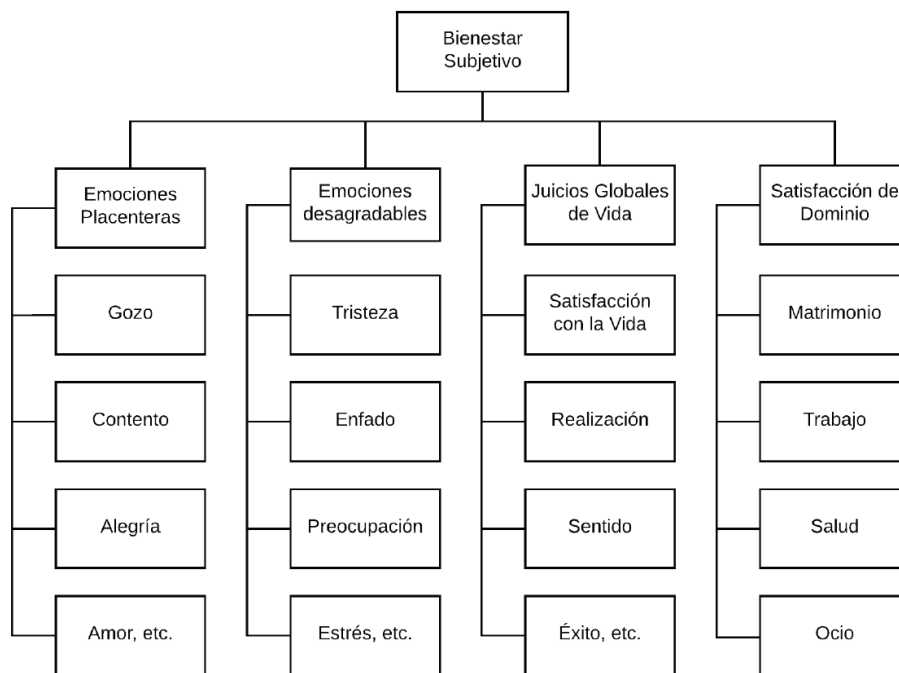 Bienestar
Subjetivo
Emociones
Placenteras
Emociones
desagradables
Juicios Globales
de Vida
Satisfacción de
Dominio
Gozo
Tristeza
Satisfacción
con la Vida
Matrimonio
Contento
Enfado
Realización
Trabajo
Alegría
Preocupación
Sentido
Salud
Amor, etc.
Estrés, etc.
Éxito, etc.
Ocio